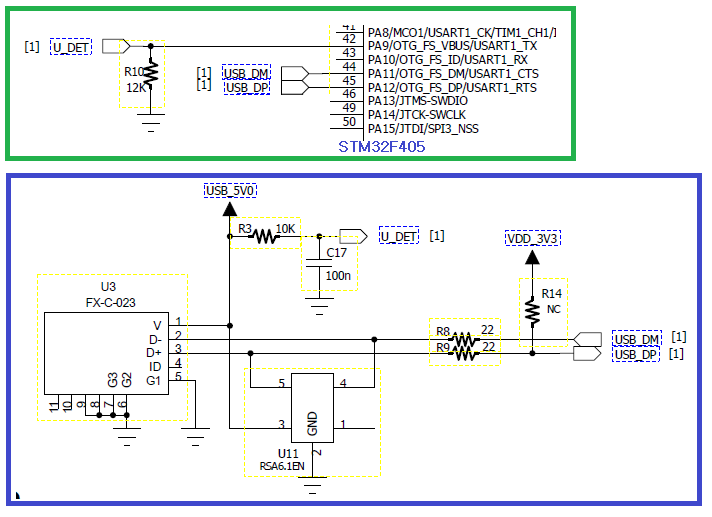 41 PA8/MCO1/USART1_CK/TIM1_CH1/I
[1] U_DET 42 PA9/OTG_FS_VBUS/USART1_TX
43 PA10/OTG_FS_ID/USART1_RX
R10 [1] USB_DM 44 PA11/OTG_FS_DM/USART1_CTS
12K [1] USB_DP 45 PA12/OTG_FS_DP/USART1_RTS
46 PA13/JTMS-SWDIO
49 PA14/JTCK-SWCLK
50 PA15/JTDI/SPI3_NSS
STM32F405
USB_5V0
R3 10K U_DET [1]
VDD_3V3
C17
100n
U3
FX-C-023
R14
NC
V 1
D- 2 R8 22 USB_DM [1]
D+ 3 R9 22 USB_DP [1]
ID 4
G1 5
G3 G2
11 10 9 8 7 6
5 4
3 GND 1
2
U11
RSA6.1EN